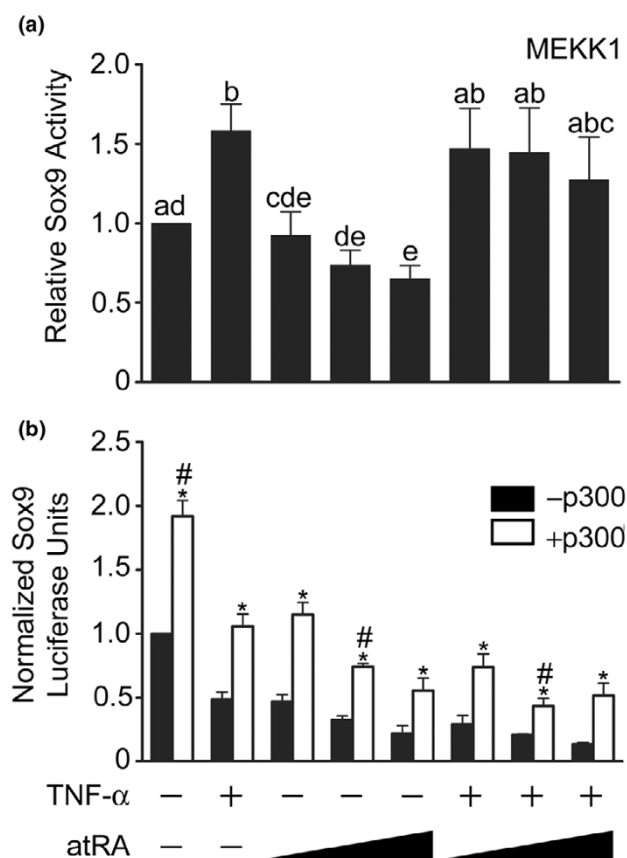 (a)
MEKK1
Relative Sox9 Activity
2.0
1.5
1.0
0.5
0
ad
b
cde
de
e
ab
ab
abc
(b)
Normalized Sox9
Luciferase Units
2.5
2.0
1.5
1.0
0.5
0
–p300
+p300
#
*
*
*
#
*
*
*
#
*
*
TNF-α – + – – – + + +
atRA – –